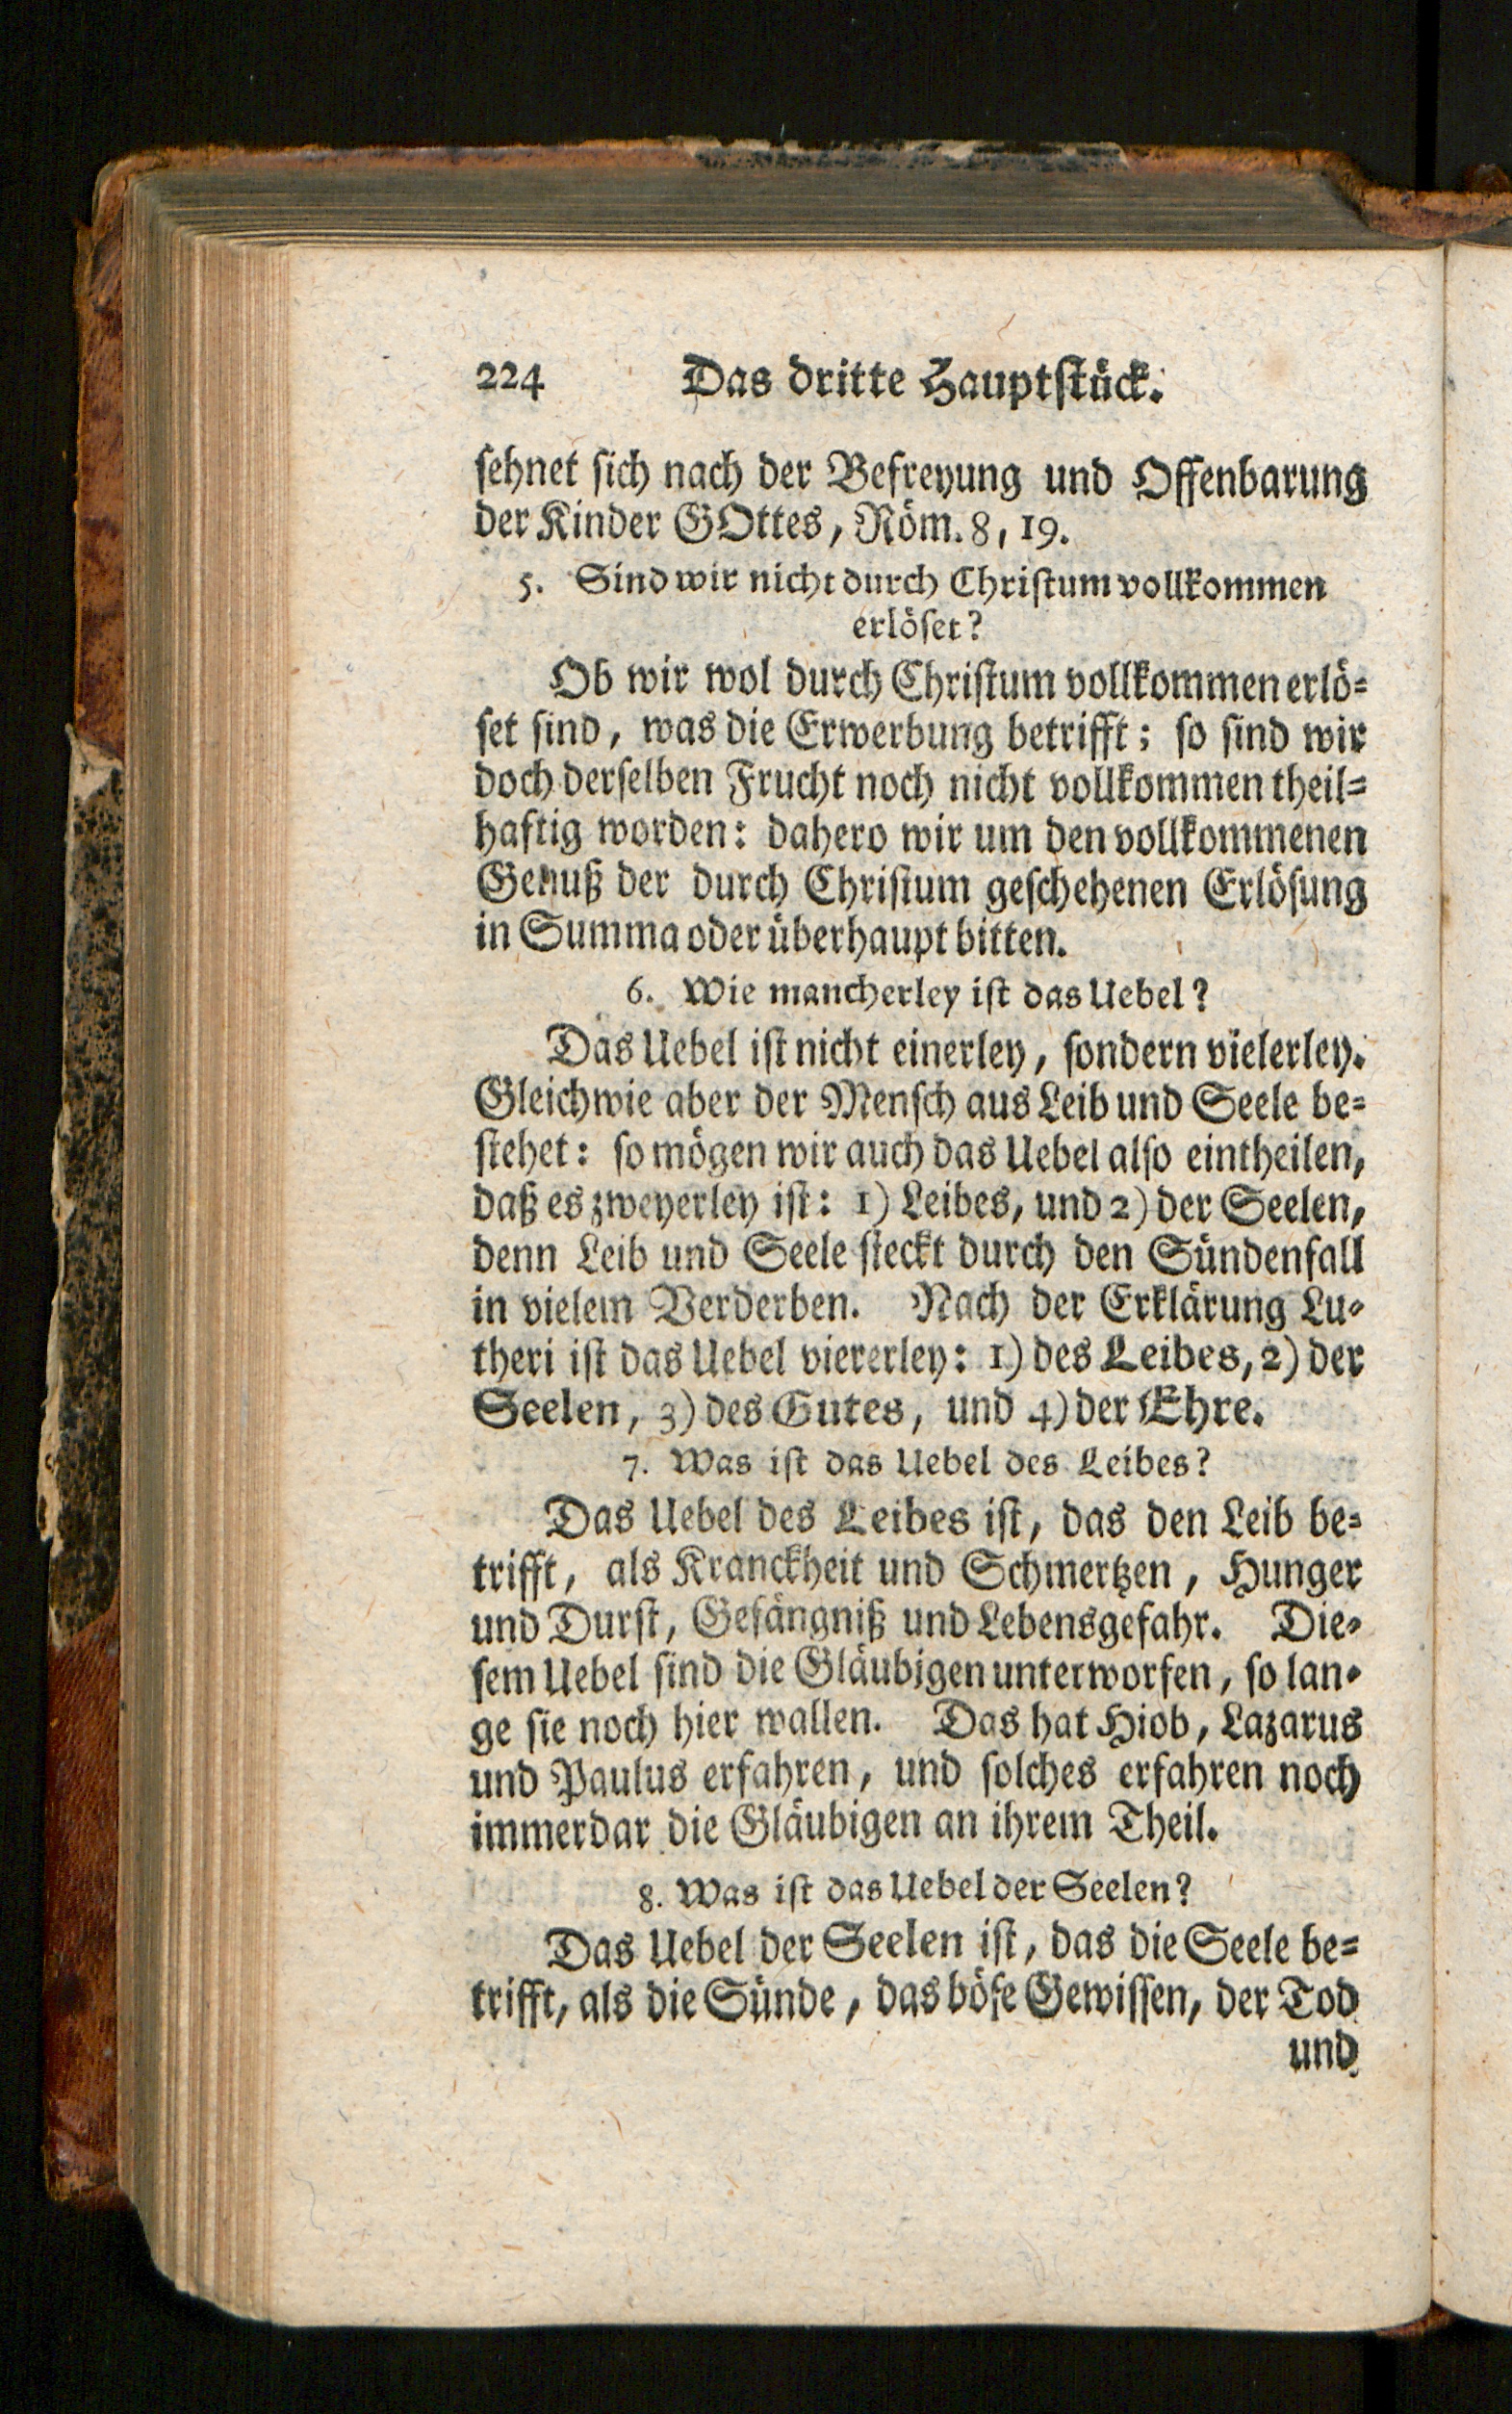 224 Das dritte Hauptstück.
sehnet sich nach der Befreyung und Offenbarung
der Kinder GOttes, Röm. 8, 19.
5. Sind wir nicht durch Christum vollkommen
erlöset?
Ob wir wol durch Christum vollkommen erlö=
set sind, was die Erwerbung betrifft; so sind wir
doch derselben Frucht noch nicht vollkommen theil=
haftig worden: dahero wir um den vollkommenen
Genuß der durch Christum geschehenen Erlösung
in Summa oder überhaupt bitten.
6. Wie mancherley ist das Uebel?
Das Uebel ist nicht einerley, sondern vielerley.
Gleichwie aber der Mensch aus Leib und Seele be=
stehet: so mögen wir auch das Uebel also eintheilen,
daß es zweyerley ist: 1) Leibes, und 2) der Seelen,
denn Leib und Seele steckt durch den Sündenfall
in vielem Verderben. Nach der Erklärung Lu=
theri ist das Uebel viererley: 1) des Leibes, 2) der
Seelen, 3) des Gutes, und 4) der Ehre.
7. Was ist das Uebel des Leibes?
Das Uebel des Leibes ist, das den Leib be=
trifft, als Kranckheit und Schmertzen, Hunger
und Durst, Gefängniß und Lebensgefahr. Die=
sem Uebel sind die Gläubigen unterworfen, so lan=
ge sie noch hier wallen. Das hat Hiob, Lazarus
und Paulus erfahren, und solches erfahren noch
immerdar die Gläubigen an ihrem Theil.
8. Was ist das Uebel der Seelen?
Das Uebel der Seelen ist, das die Seele be=
trifft, als die Sünde, das böse Gewissen, der Tod
und